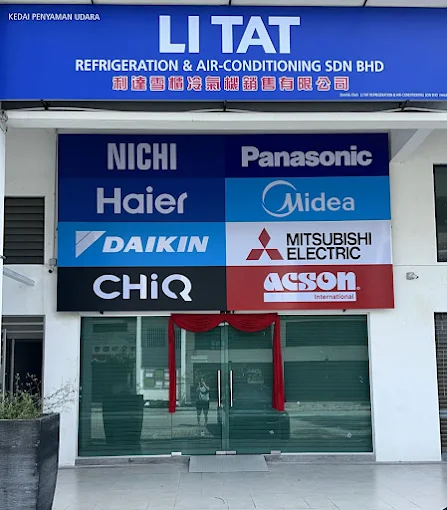 KEDAI PENYAMAN UDARA
LI TAT
REFRIGERATION & AIR-CONDITIONING SDN BHD
利達雪櫃冷氣機銷售有限公司
NICHI
Panasonic
Haier
Midea
DAIKIN
MITSUBISHI
ELECTRIC
CHiQ
ACSON
International